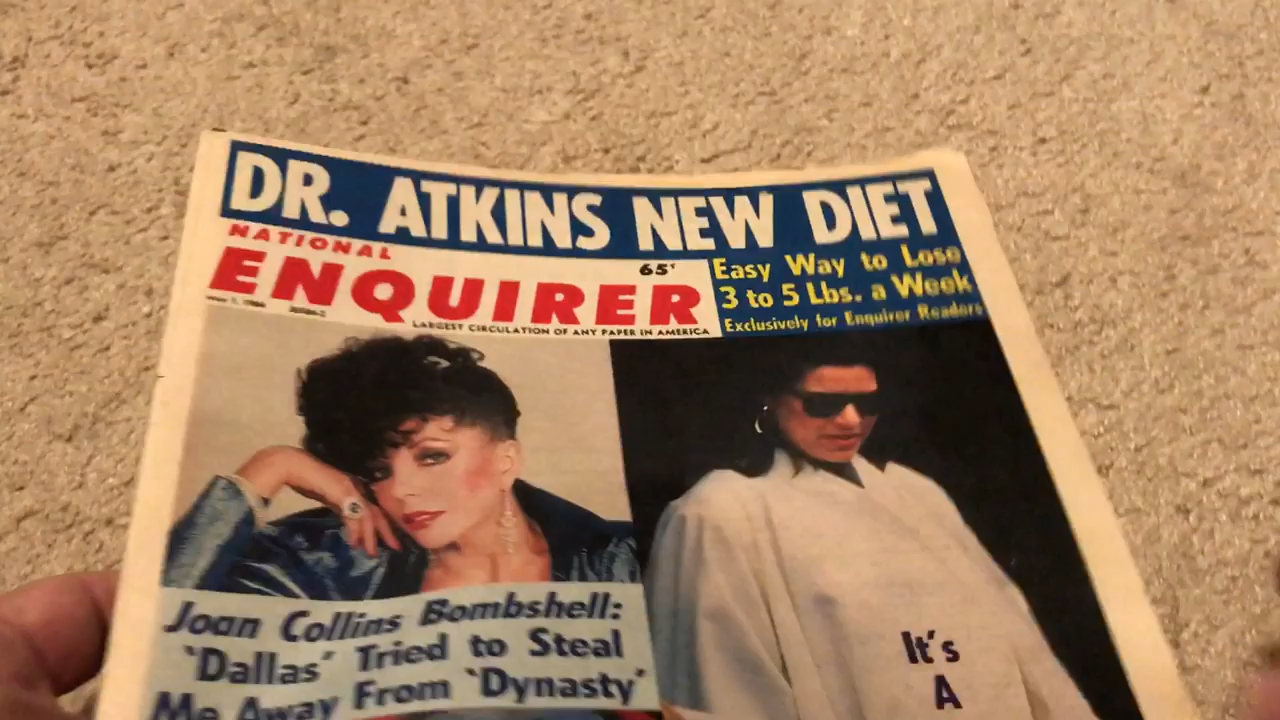 DR. ATKINS NEW DIET
NATIONAL
ENQUIRER
65¢
LARGEST CIRCULATION OF ANY PAPER IN AMERICA
Easy Way to Lose
3 to 5 Lbs. a Week
Exclusively for Enquirer Readers
Joan Collins Bombshell:
'Dallas' Tried to Steal
Me Away From 'Dynasty'
It's
A